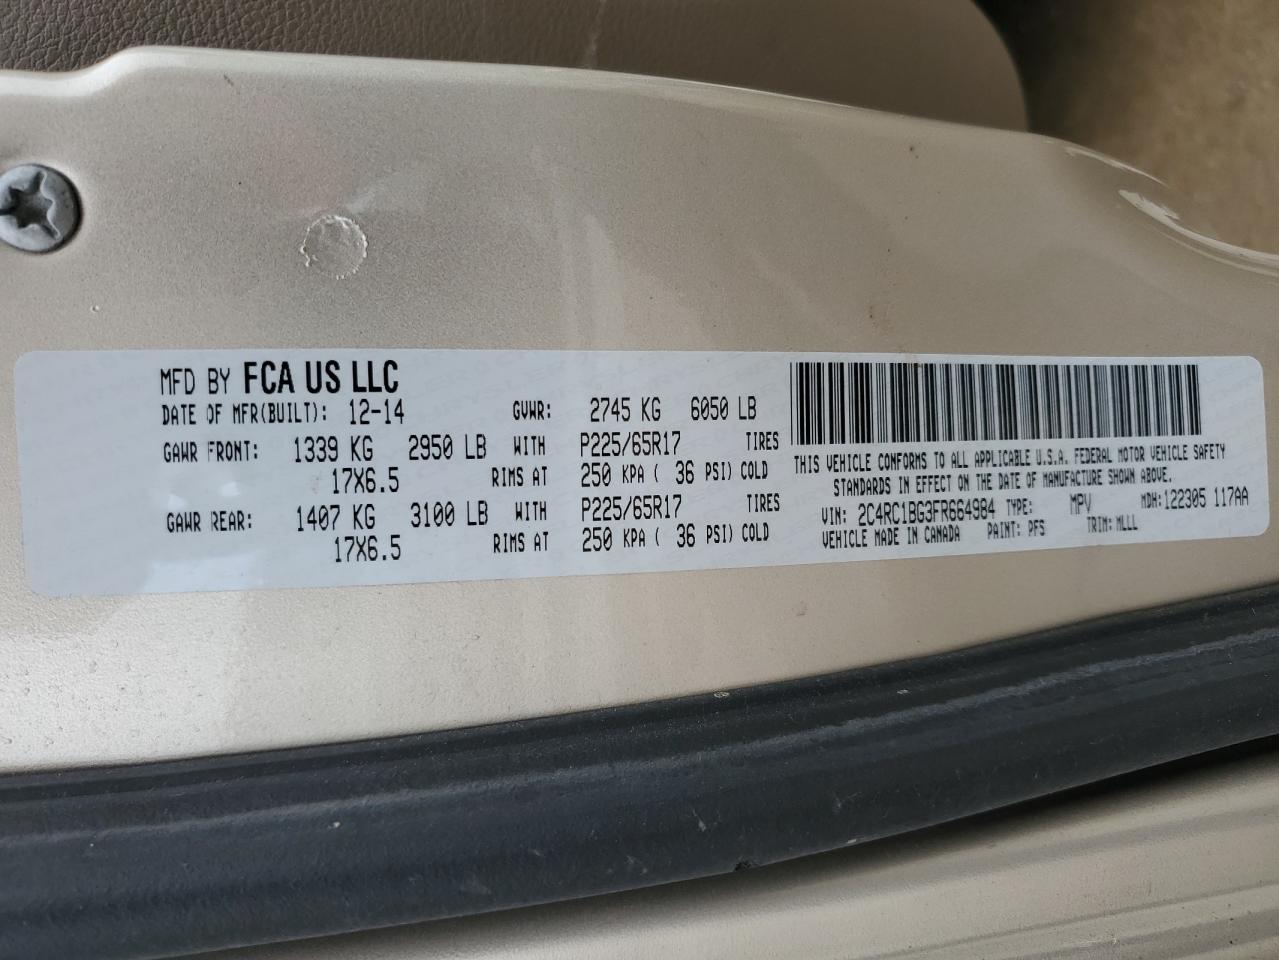 MFD BY FCA US LLC
DATE OF MFR(BUILT): 12-14 GVWR: 2745 KG 6050 LB
GAWR FRONT: 1339 KG 2950 LB WITH P225/65R17 TIRES
17X6.5 RIMS AT 250 KPA ( 36 PSI) COLD
GAWR REAR: 1407 KG 3100 LB WITH P225/65R17 TIRES
17X6.5 RIMS AT 250 KPA ( 36 PSI) COLD
THIS VEHICLE CONFORMS TO ALL APPLICABLE U.S.A. FEDERAL MOTOR VEHICLE SAFETY
STANDARDS IN EFFECT ON THE DATE OF MANUFACTURE SHOWN ABOVE.
VIN: 2C4RC1BG3FR664984 TYPE: MPV MDH: 122305 117AA
VEHICLE MADE IN CANADA PAINT: PFS TRIM: MLLL